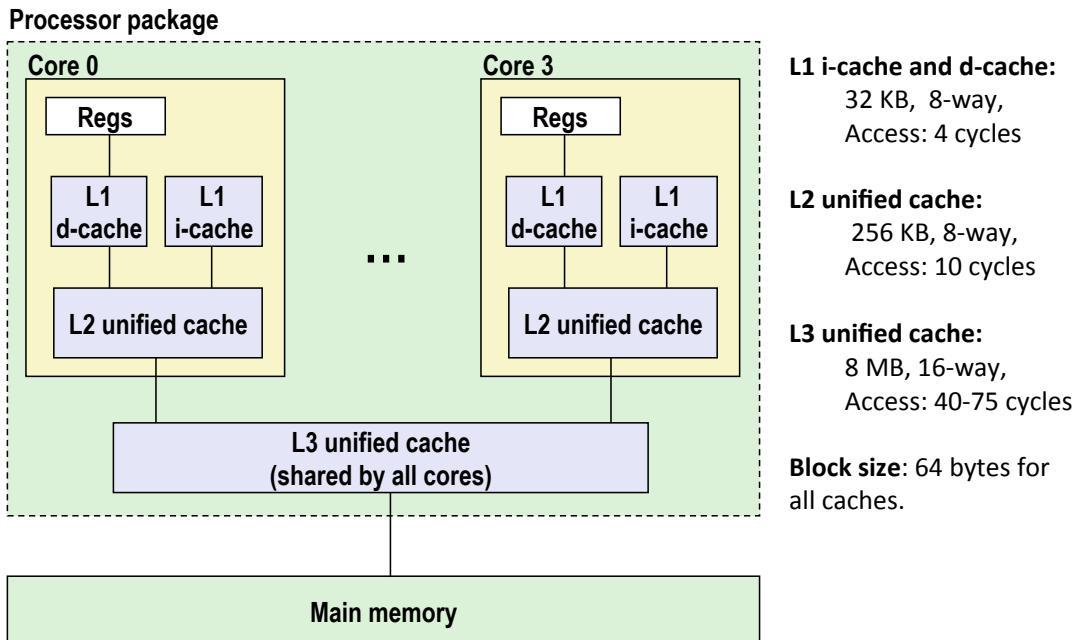 Processor package
Core 0
Regs
L1
d-cache
L1
i-cache
L2 unified cache
...
Core 3
Regs
L1
d-cache
L1
i-cache
L2 unified cache
L3 unified cache
(shared by all cores)
Main memory
L1 i-cache and d-cache:
32 KB, 8-way,
Access: 4 cycles
L2 unified cache:
256 KB, 8-way,
Access: 10 cycles
L3 unified cache:
8 MB, 16-way,
Access: 40-75 cycles
Block size: 64 bytes for
all caches.